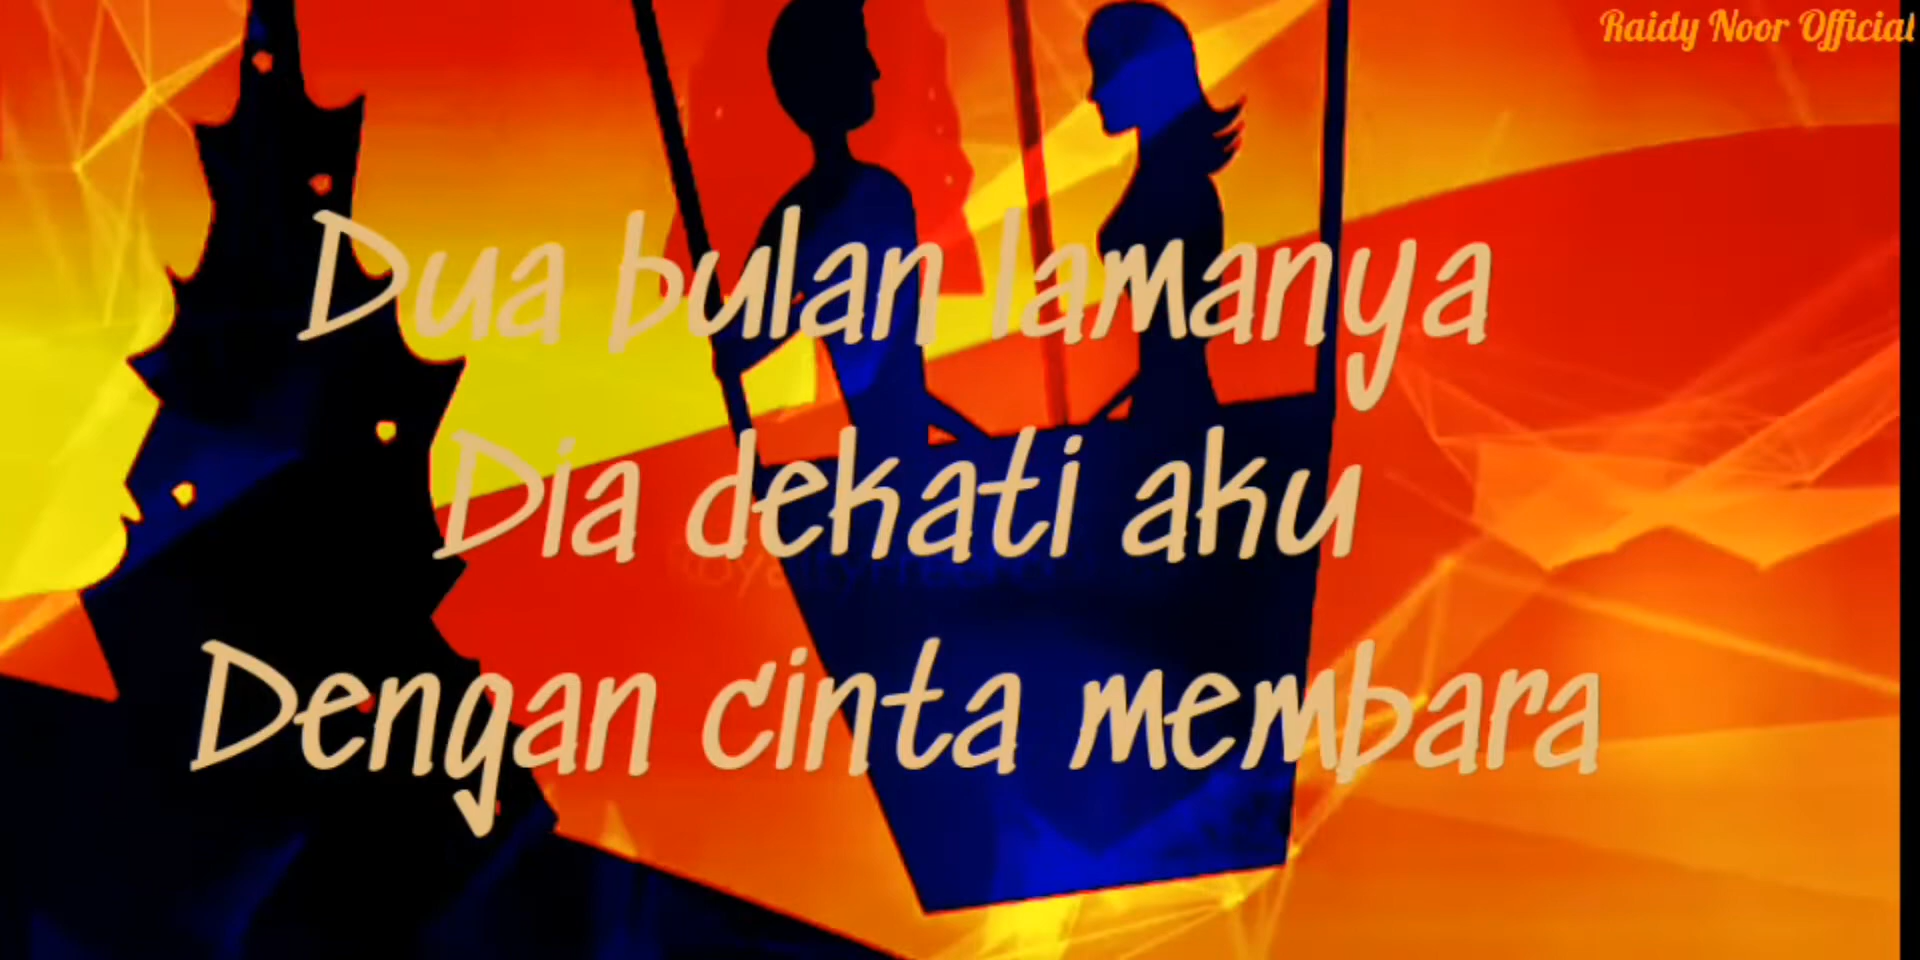 Raidy Noor Official
Dua bulan lamanya
Dia dekati aku
Dengan cinta membara